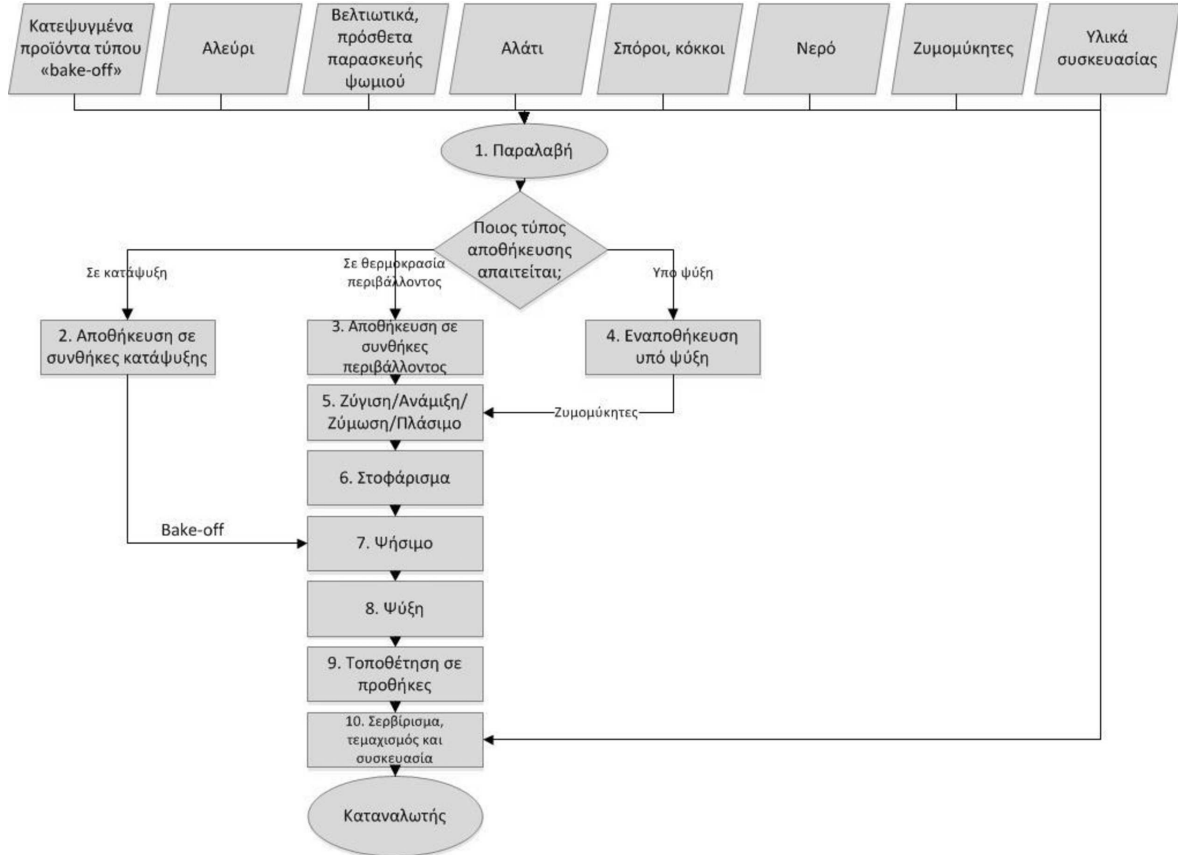 Κατεψυγμένα
προϊόντα τύπου
«bake-off»
Αλεύρι
Βελτιωτικά,
πρόσθετα
παρασκευής
ψωμιού
Αλάτι
Σπόροι, κόκκοι
Νερό
Ζυμομύκητες
Υλικά
συσκευασίας
1. Παραλαβή
Ποιος τύπος
αποθήκευσης
απαιτείται;
Σε κατάψυξη
Σε θερμοκρασία
περιβάλλοντος
Υπό ψύξη
2. Αποθήκευση σε
συνθήκες κατάψυξης
3. Αποθήκευση σε
συνθήκες
περιβάλλοντος
4. Εναποθήκευση
υπό ψύξη
5. Ζύγιση/Ανάμιξη/
Ζύμωση/Πλάσιμο
Ζυμομύκητες
6. Στοφάρισμα
Bake-off
7. Ψήσιμο
8. Ψύξη
9. Τοποθέτηση σε
προθήκες
10. Σερβίρισμα,
τεμαχισμός και
συσκευασία
Καταναλωτής